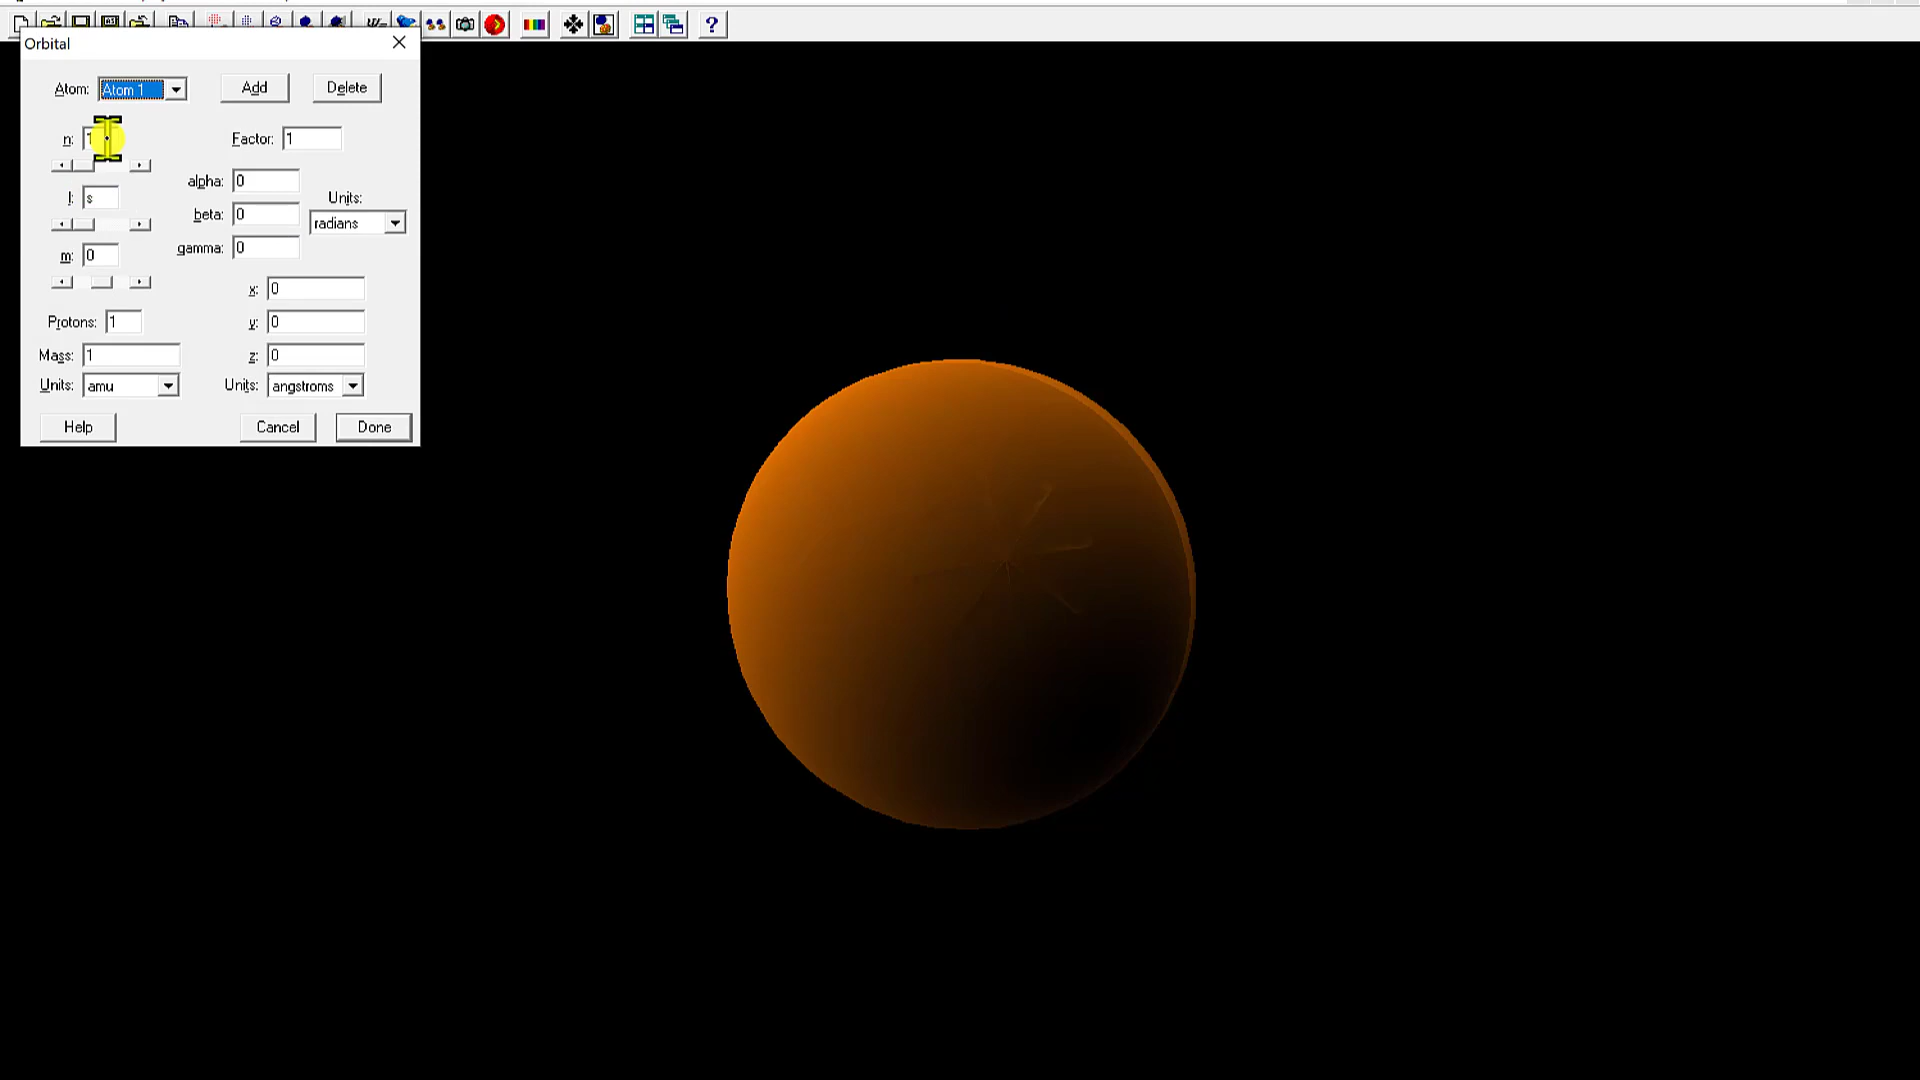 Orbital
Atom: Atom 1 Add Delete
n: 1 Factor: 1
alpha: 0
l: s Units:
beta: 0 radians
gamma: 0
m: 0
x: 0
Protons: 1 y: 0
Mass: 1 z: 0
Units: amu Units: angstroms
Help Cancel Done
?